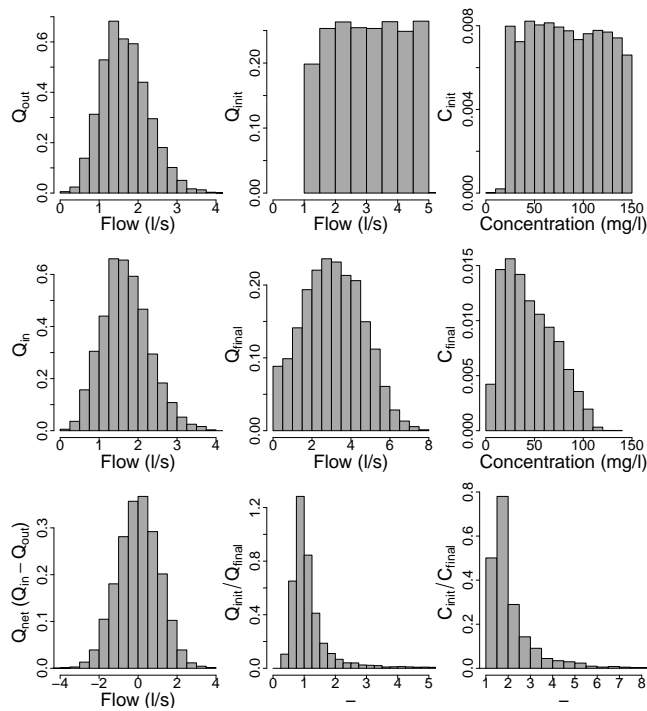 Q_out
0.0 0.2 0.4 0.6
0 1 2 3 4
Flow (l/s)
Q_init
0.00 0.10 0.20
0 1 2 3 4 5
Flow (l/s)
C_init
0.000 0.004 0.008
50 100 150
Concentration (mg/l)
Q_in
0.0 0.2 0.4 0.6
0 1 2 3 4
Flow (l/s)
Q_final
0.00 0.10 0.20
0 2 4 6 8
Flow (l/s)
C_final
0.000 0.005 0.010 0.015
0 50 100 150
Concentration (mg/l)
Q_net (Q_in − Q_out)
0.0 0.1 0.3
−4 −2 0 2 4
Flow (l/s)
Q_init/Q_final
0.0 0.4 0.8 1.2
0 1 2 3 4 5
−
C_init/C_final
0.0 0.2 0.4 0.6 0.8
1 2 3 4 5 6 7 8
−